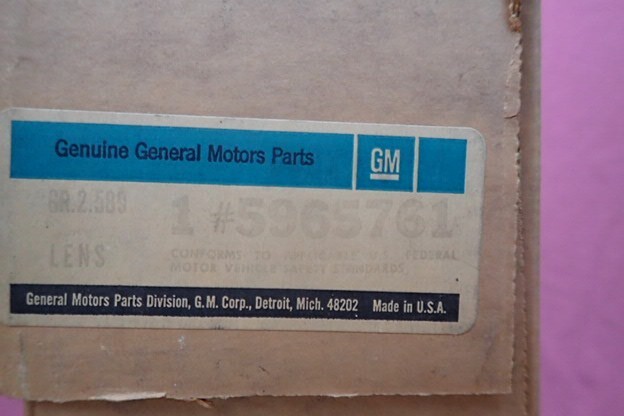 Genuine General Motors Parts GM
GR.2.589 1 #5965761
LENS CONFORMS TO APPLICABLE U.S. FEDERAL
MOTOR VEHICLE SAFETY STANDARDS
General Motors Parts Division, G.M. Corp., Detroit, Mich. 48202 Made in U.S.A.